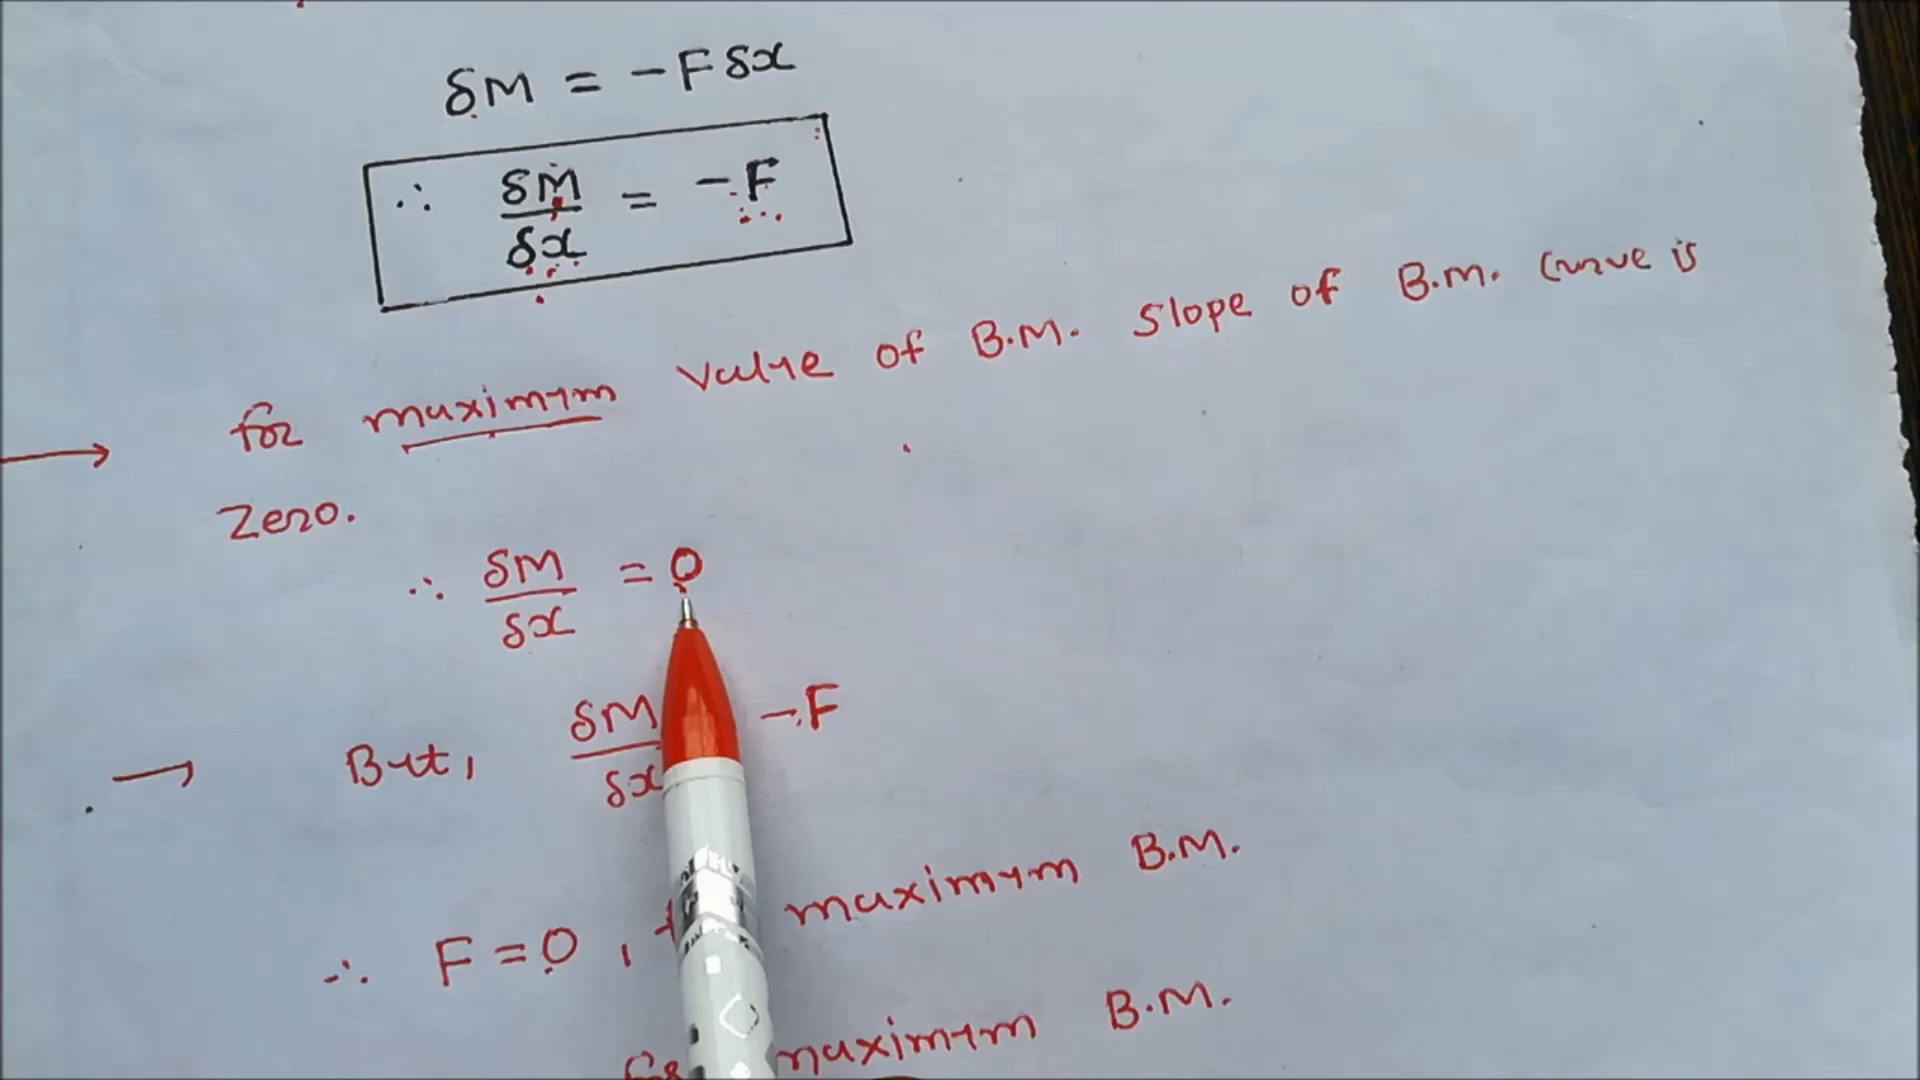 δM = -Fδx
∴ δM/δx = -F
for maximum value of B.M. slope of B.M. curve is
zero.
∴ δM/δx = 0
But, δM/δx -F
∴ F = 0, maximum B.M.
maximum B.M.